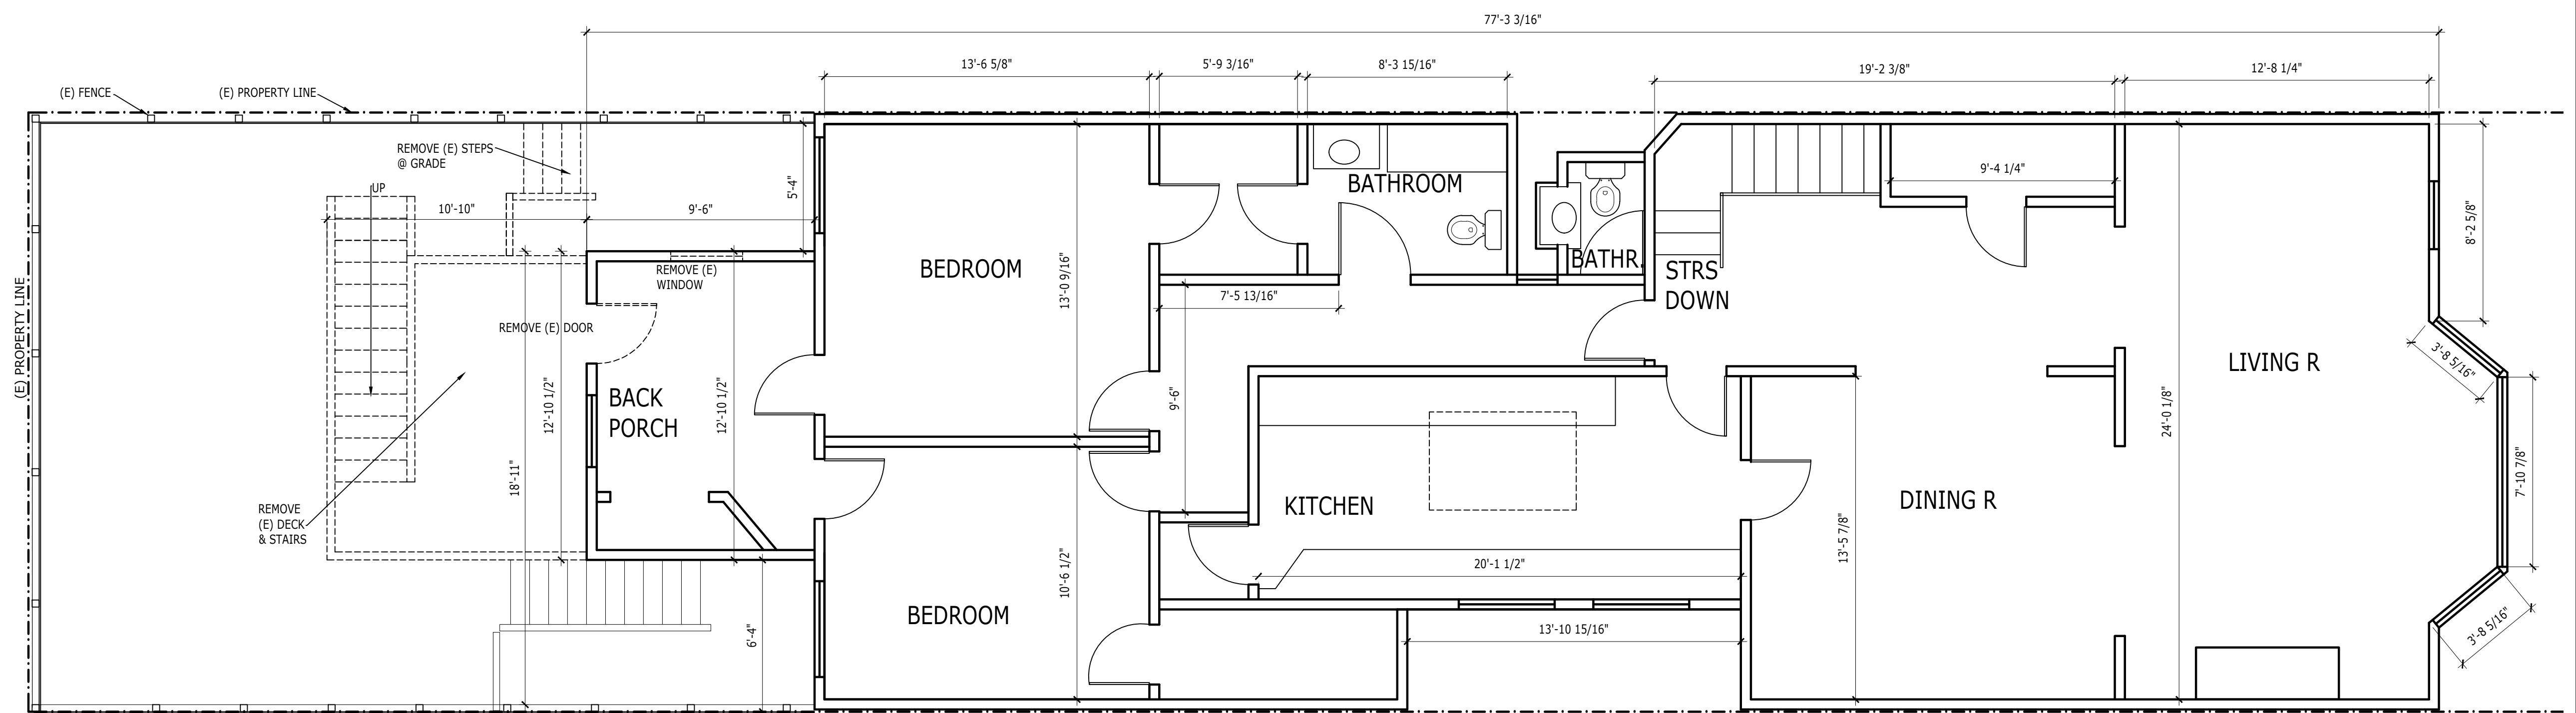 77'-3 3/16"
13'-6 5/8"
5'-9 3/16"
8'-3 15/16"
19'-2 3/8"
12'-8 1/4"
(E) FENCE
(E) PROPERTY LINE
REMOVE (E) STEPS
@ GRADE
UP
10'-10"
9'-6"
5'-4"
BATHROOM
9'-4 1/4"
8'-2 5/8"
BEDROOM
REMOVE (E)
WINDOW
13'-0 9/16"
7'-5 13/16"
BATHR.
STRS
DOWN
(E) PROPERTY LINE
REMOVE (E) DOOR
LIVING R
3'-8 5/16"
BACK
PORCH
12'-10 1/2"
12'-10 1/2"
9'-6"
24'-0 1/8"
18'-11"
7'-10 7/8"
KITCHEN
DINING R
REMOVE
(E) DECK
& STAIRS
13'-5 7/8"
20'-1 1/2"
10'-6 1/2"
BEDROOM
6'-4"
13'-10 15/16"
3'-8 5/16"